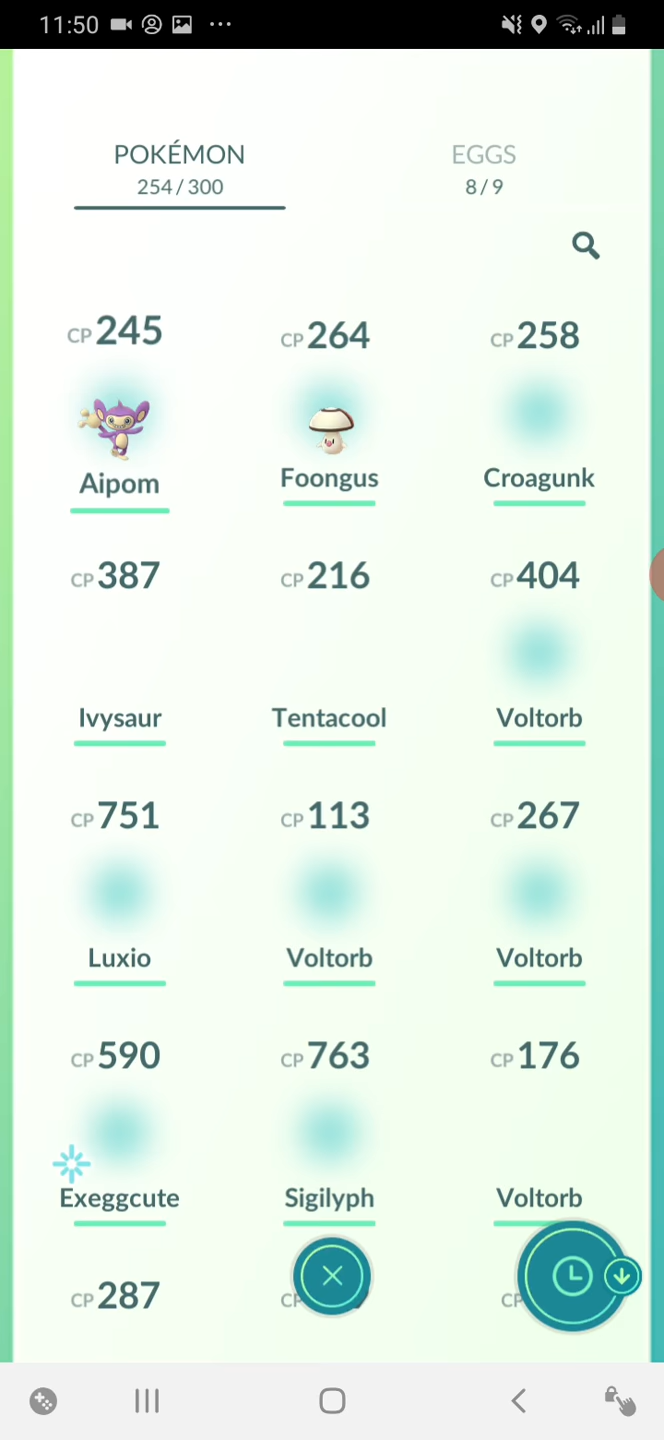 11:50
POKÉMON EGGS
254 / 300 8 / 9
CP 245 CP 264 CP 258
Aipom Foongus Croagunk
CP 387 CP 216 CP 404
Ivysaur Tentacool Voltorb
CP 751 CP 113 CP 267
Luxio Voltorb Voltorb
CP 590 CP 763 CP 176
Exeggcute Sigilyph Voltorb
CP 287 CP CP